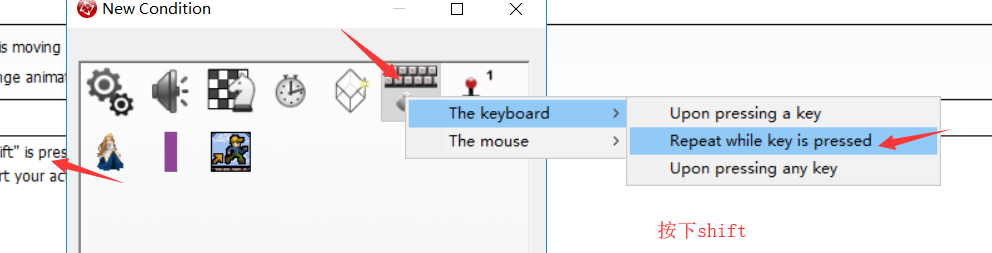 New Condition
is moving
nge animat
1
The keyboard
Upon pressing a key
The mouse
Repeat while key is pressed
ift" is pres
Upon pressing any key
rt your ac
按下shift